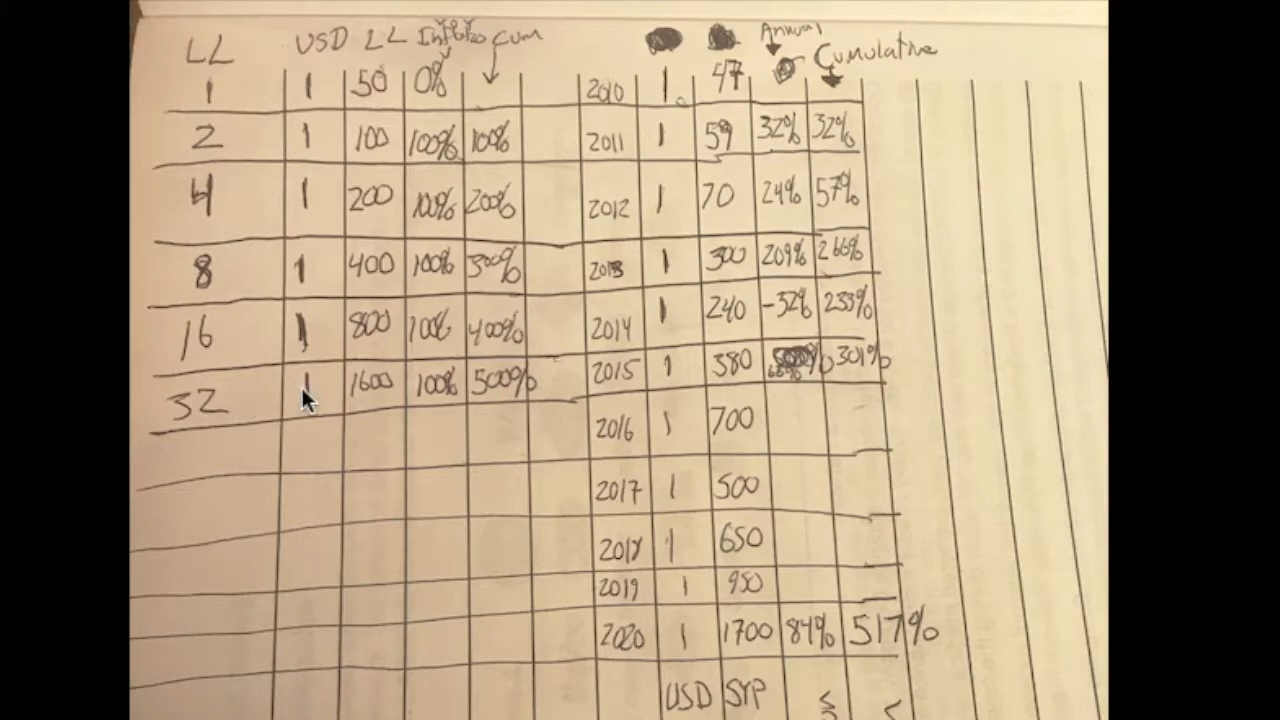 LL USD LL cum Annual Cumulative
1 1 50 0% 2010 1 47
2 1 100 100% 100% 2011 1 59 32% 32%
4 1 200 100% 200% 2012 1 70 24% 57%
8 1 400 100% 300% 2013 1 300 209% 266%
16 1 800 100% 400% 2014 1 240 -32% 233%
32 1 1600 100% 500% 2015 1 380 68% 301%
2016 1 700
2017 1 500
2018 1 650
2019 1 950
2020 1 1700 84% 517%
USD SYP